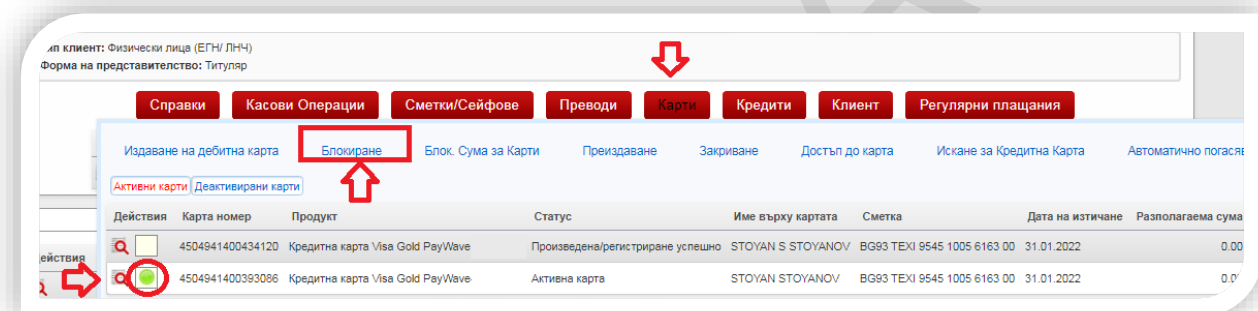 клиент: Физически лица (ЕГН/ ЛНЧ)
Форма на представителство: Титуляр
Справки Касови Операции Сметки/Сейфове Преводи Карти Кредити Клиент Регулярни плащания
Издаване на дебитна карта Блокиране Блок. Сума за Карти Преиздаване Закриване Достъп до карта Искане за Кредитна Карта Автоматично погасяв
Активни карти Деактивирани карти
Действия Карта номер Продукт Статус Име върху картата Сметка Дата на изтичане Разполагаема сума
4504941400434120 Кредитна карта Visa Gold PayWave Произведена/регистриране успешно STOYAN S STOYANOV BG93 TEXI 9545 1005 6163 00 31.01.2022 0.00
ействия
4504941400393086 Кредитна карта Visa Gold PayWave Активна карта STOYAN STOYANOV BG93 TEXI 9545 1005 6163 00 31.01.2022